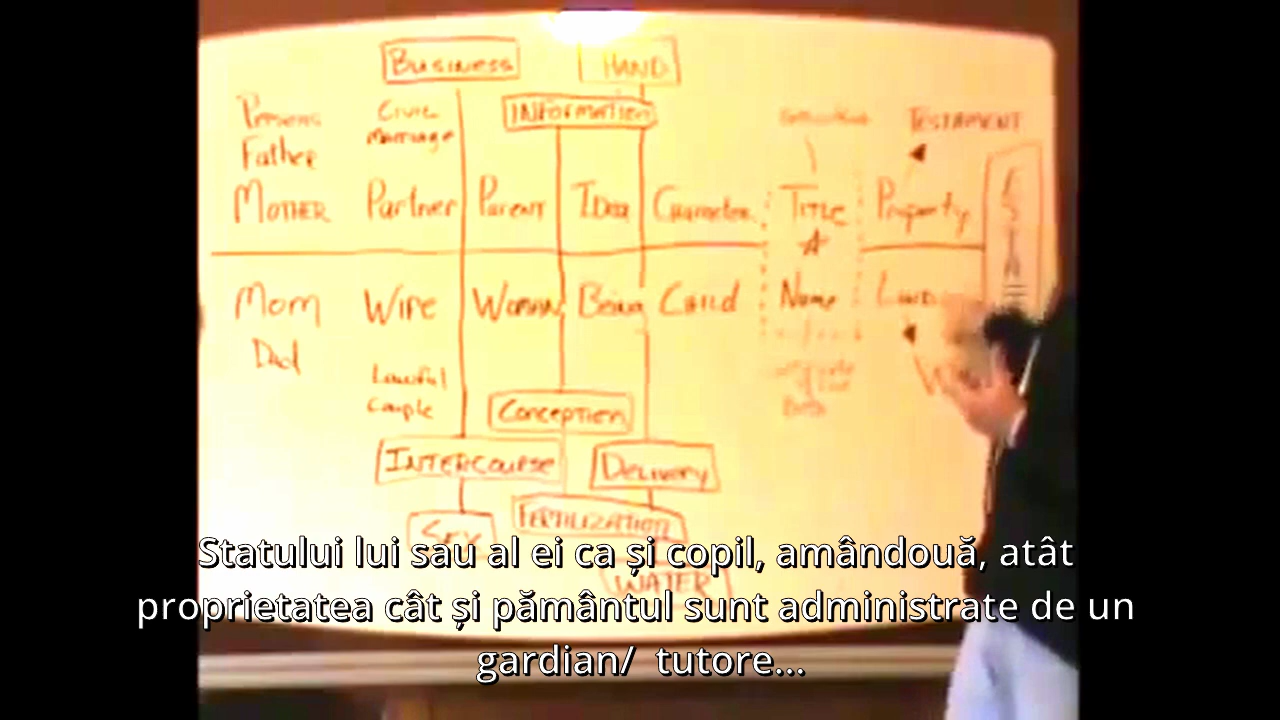 Business
HAND
INFORMATION
Persons
Civil
Marriage
TESTAMENT
Father
MOTHER
Partner
Parent
Idea
Character
TITLE
Property
Mom
Wife
Woman
Being
Child
Name
Dad
Lawful
Couple
Conception
INTERCOURSE
Delivery
FERTILIZATION
SEX
WATER
Statului lui sau al ei ca și copil, amândouă, atât
proprietatea cât și pământul sunt administrate de un
gardian/ tutore...